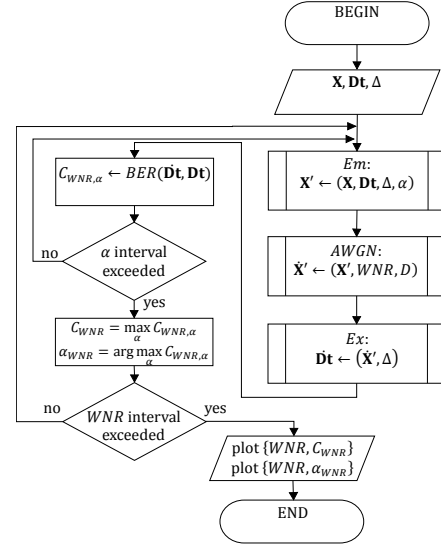 BEGIN
𝐗, 𝐃𝐭, Δ
Em:
𝐗′ ← (𝐗, 𝐃𝐭, Δ, α)
AWGN:
𝐗̇′ ← (𝐗′, WNR, D)
Ex:
𝐃𝐭̇ ← (𝐗̇′, Δ)
C_{WNR,α} ← BER(𝐃𝐭̇, 𝐃𝐭)
α interval
exceeded
no
yes
C_{WNR} = max_α C_{WNR,α}
α_{WNR} = arg max_α C_{WNR,α}
WNR interval
exceeded
no
yes
plot {WNR, C_{WNR}}
plot {WNR, α_{WNR}}
END